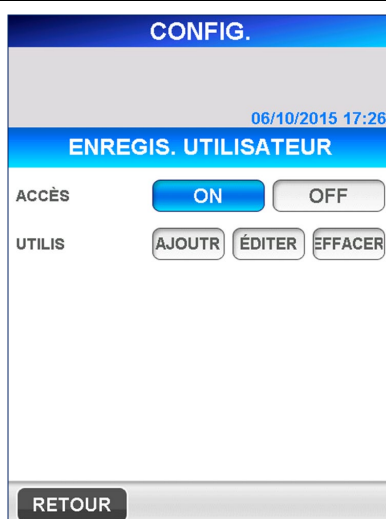 CONFIG.
06/10/2015 17:26
ENREGIS. UTILISATEUR
ACCÈS ON OFF
UTILIS AJOUTR ÉDITER EFFACER
RETOUR